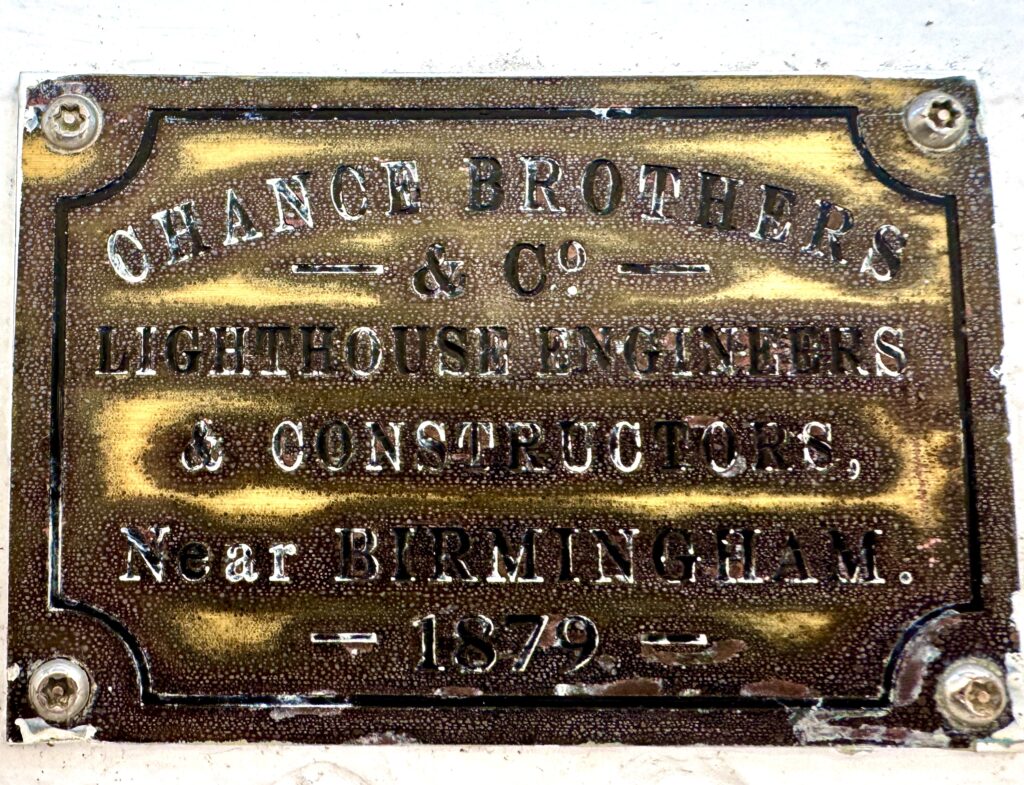 CHANCE BROTHERS
& Cº
LIGHTHOUSE ENGINEERS
& CONSTRUCTORS,
Near BIRMINGHAM.
1879